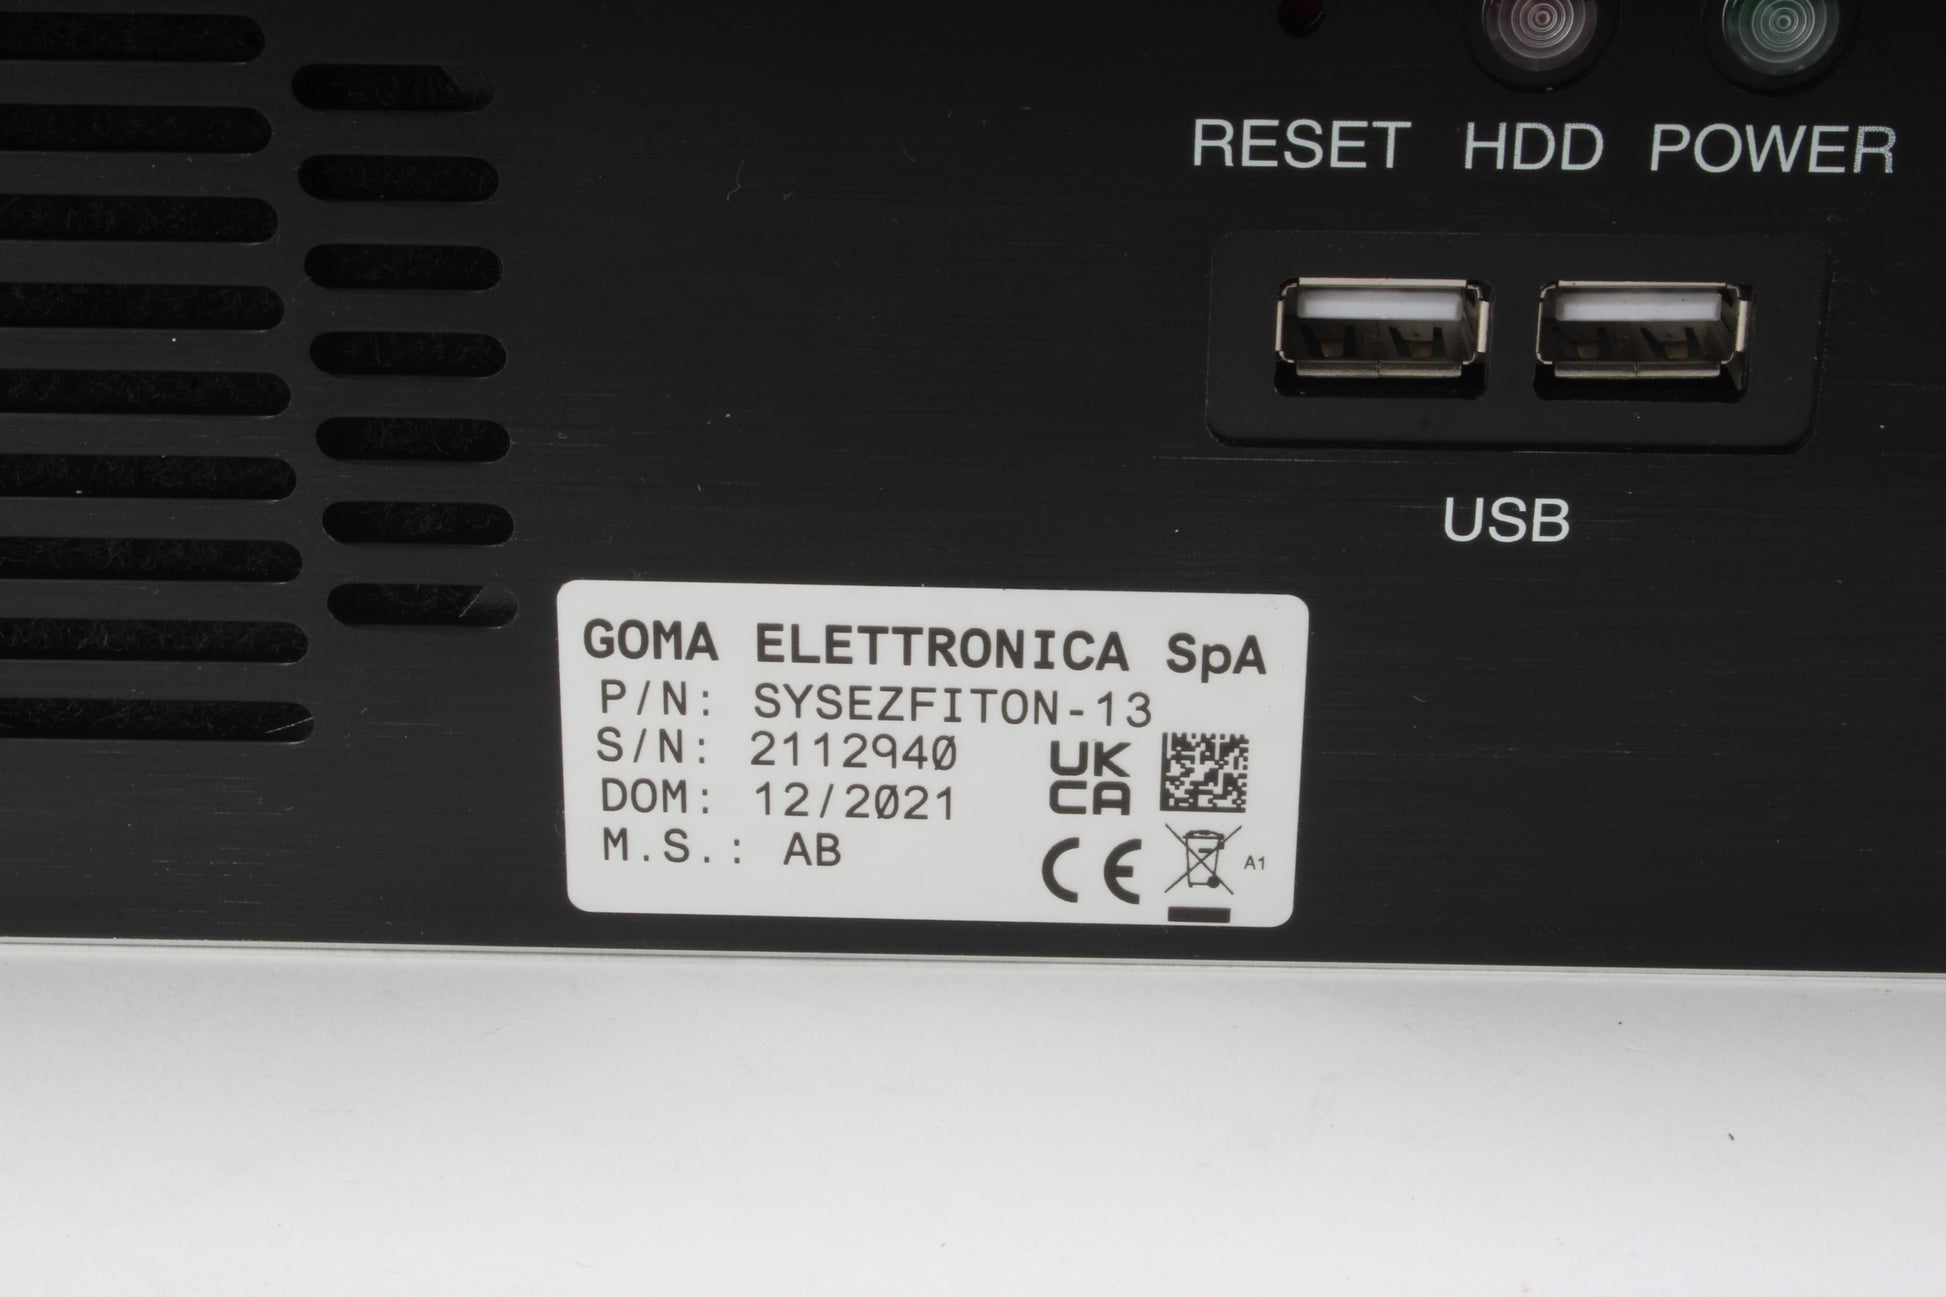 RESET HDD POWER
USB
GOMA ELETTRONICA SpA
P/N: SYSEZFITON-13
S/N: 2112940
DOM: 12/2021
M.S.: AB
UK
CA
CE
A1